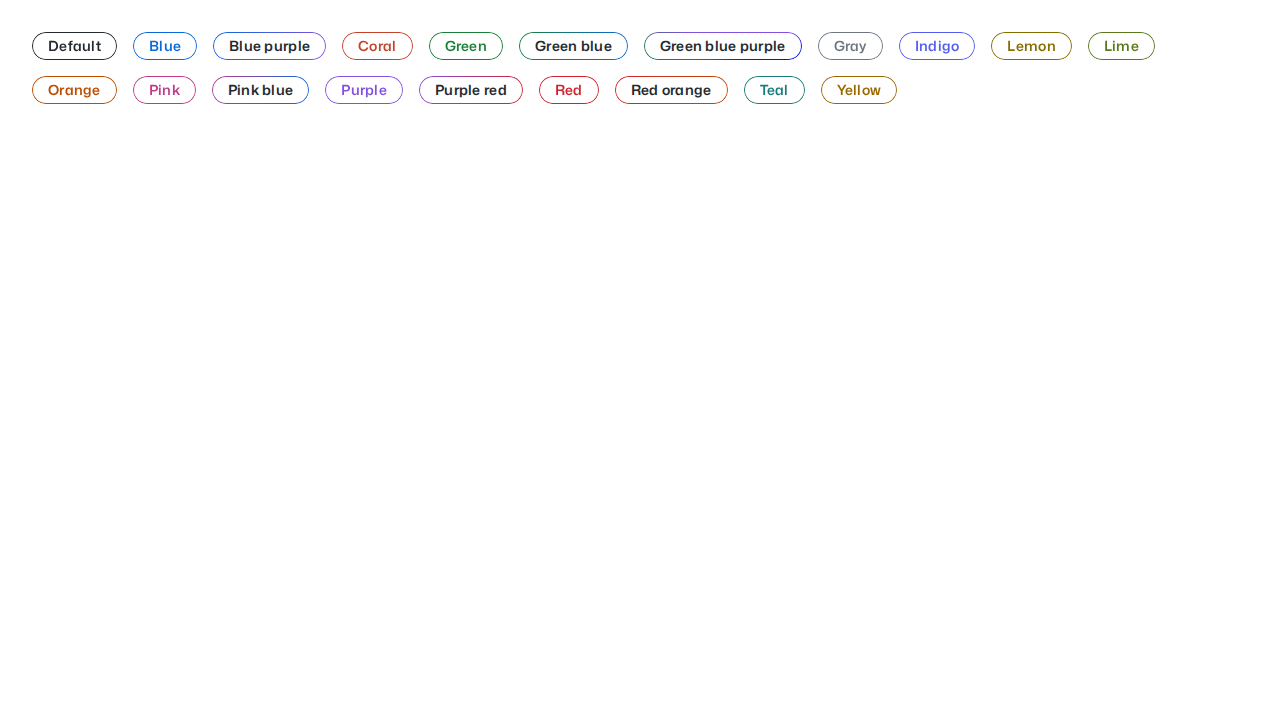 Default Blue Blue purple Coral Green Green blue Green blue purple Gray Indigo Lemon Lime
Orange Pink Pink blue Purple Purple red Red Red orange Teal Yellow